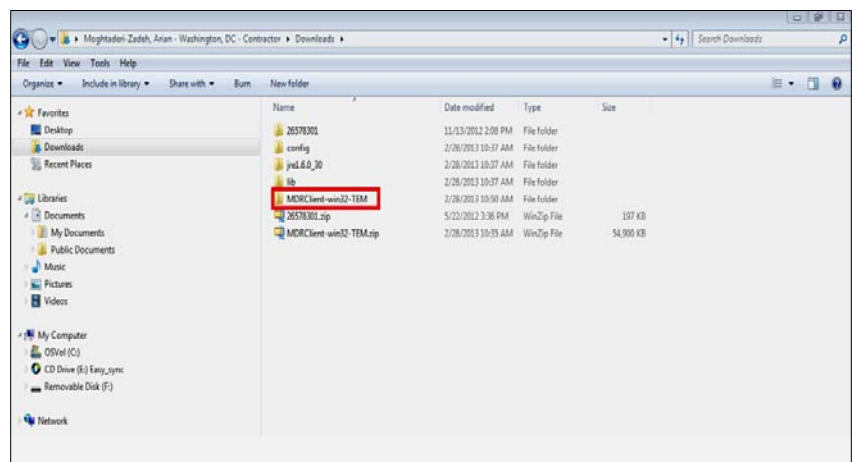 Moghtaderi-Zadeh, Arian - Washington, DC - Contractor Downloads
Search Downloads
File Edit View Tools Help
Organize Include in library Share with Burn New folder
Name Date modified Type Size
Favorites
Desktop
Downloads
Recent Places
Libraries
Documents
My Documents
Public Documents
Music
Pictures
Videos
My Computer
OSVol (C:)
CD Drive (E:) Easy_sync
Removable Disk (F:)
Network
26578301 11/13/2012 2:08 PM File folder
config 2/28/2013 10:37 AM File folder
jre1.6.0_30 2/28/2013 10:37 AM File folder
lib 2/28/2013 10:37 AM File folder
MDRClient-win32-TEM 2/28/2013 10:50 AM File folder
26578301.zip 5/22/2012 3:36 PM WinZip File 197 KB
MDRClient-win32-TEM.zip 2/28/2013 10:35 AM WinZip File 54,900 KB